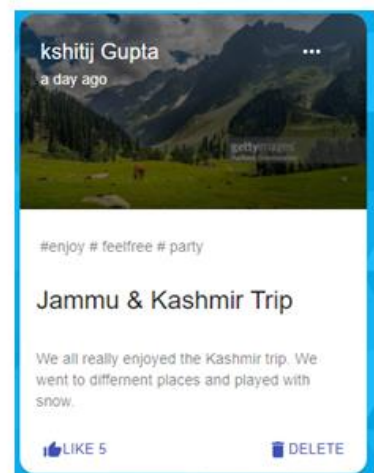 kshitij Gupta
...
a day ago
gettyimages
#enjoy # feelfree # party
Jammu & Kashmir Trip
We all really enjoyed the Kashmir trip. We
went to differnent places and played with
snow.
LIKE 5
DELETE